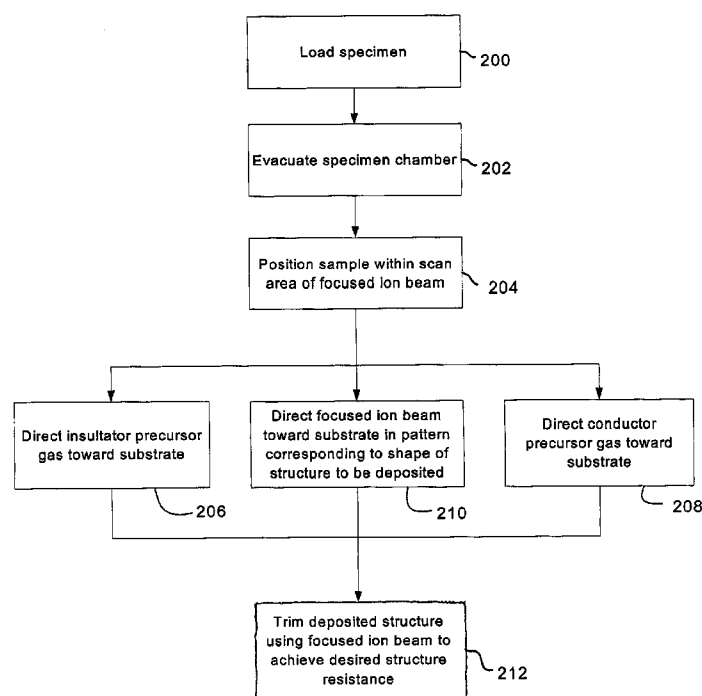 Load specimen
200
Evacuate specimen chamber
202
Position sample within scan
area of focused ion beam
204
Direct insultator precursor
gas toward substrate
206
Direct focused ion beam
toward substrate in pattern
corresponding to shape of
structure to be deposited
210
Direct conductor
precursor gas toward
substrate
208
Trim deposited structure
using focused ion beam to
achieve desired structure
resistance
212